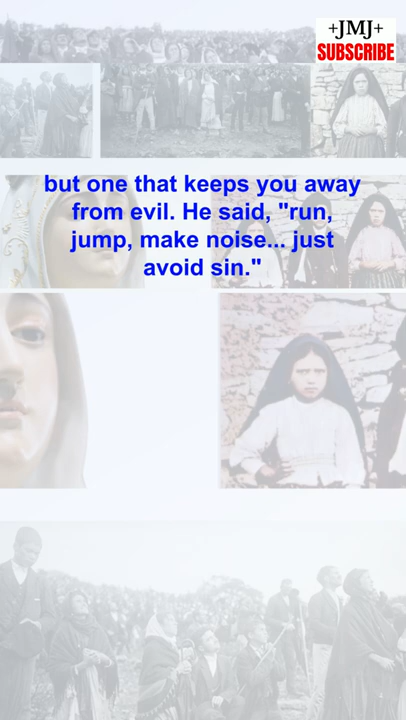 +JMJ+
SUBSCRIBE
but one that keeps you away
from evil. He said, "run,
jump, make noise... just
avoid sin."